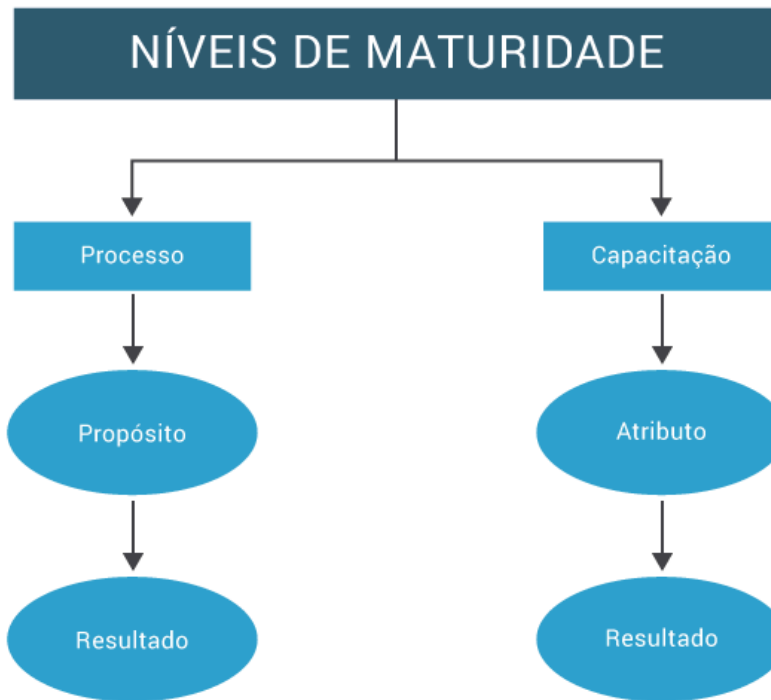 NÍVEIS DE MATURIDADE
Processo
Capacitação
Propósito
Atributo
Resultado
Resultado